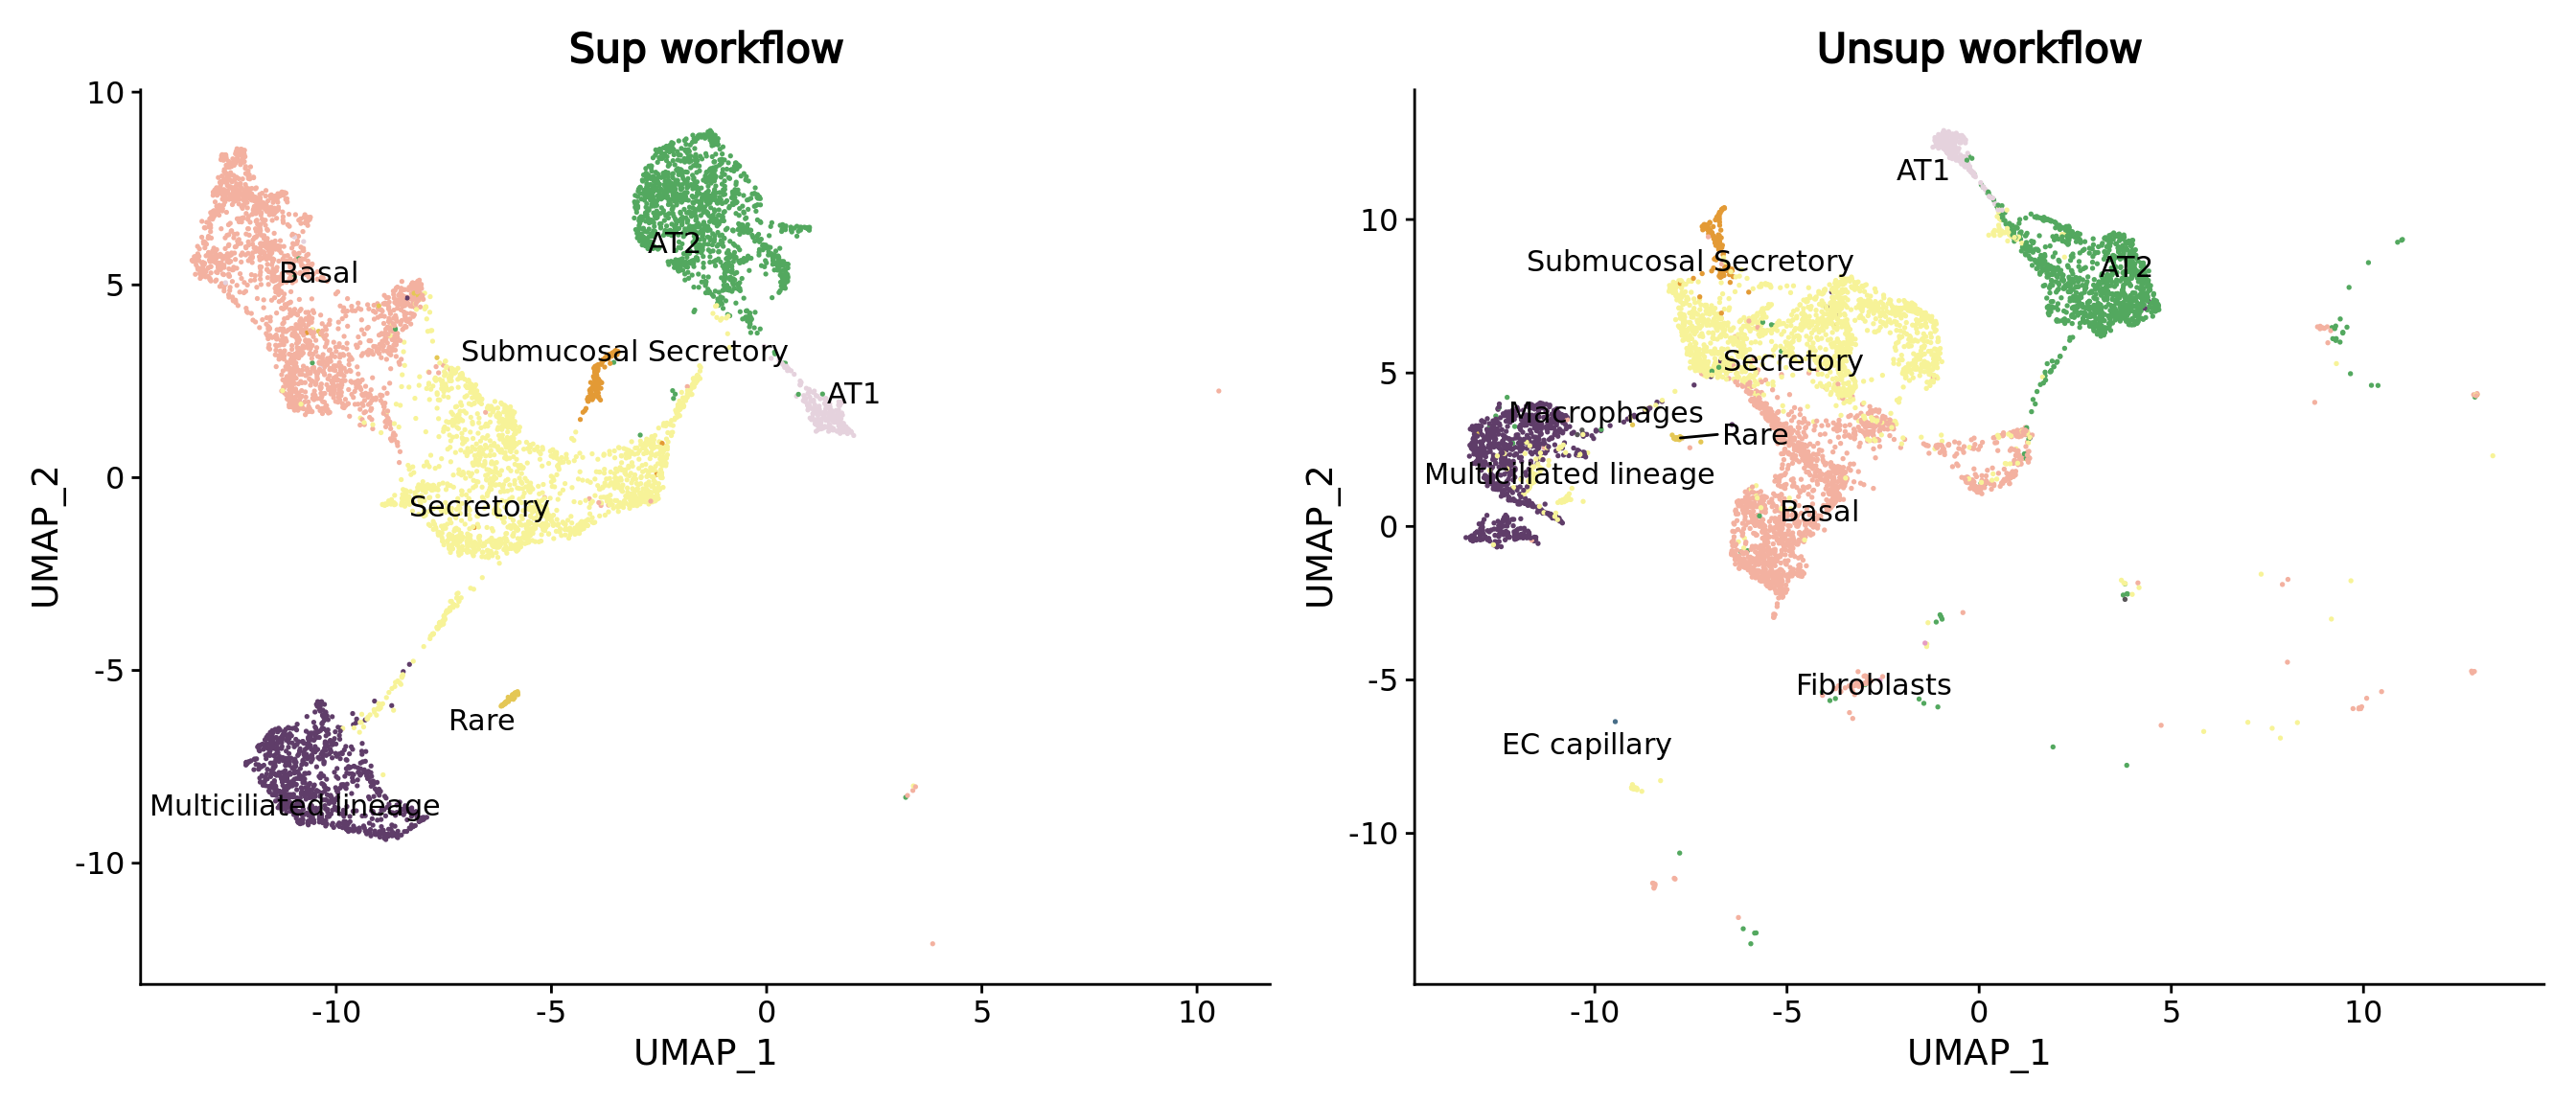 Sup workflow
10
5
0
-5
-10
UMAP_2
Basal
AT2
Submucosal Secretory
AT1
Secretory
Rare
Multiciliated lineage
-10
-5
0
5
10
UMAP_1
Unsup workflow
10
5
0
-5
-10
UMAP_2
AT1
Submucosal Secretory
AT2
Secretory
Macrophages
Rare
Multiciliated lineage
Basal
Fibroblasts
EC capillary
-10
-5
0
5
10
UMAP_1